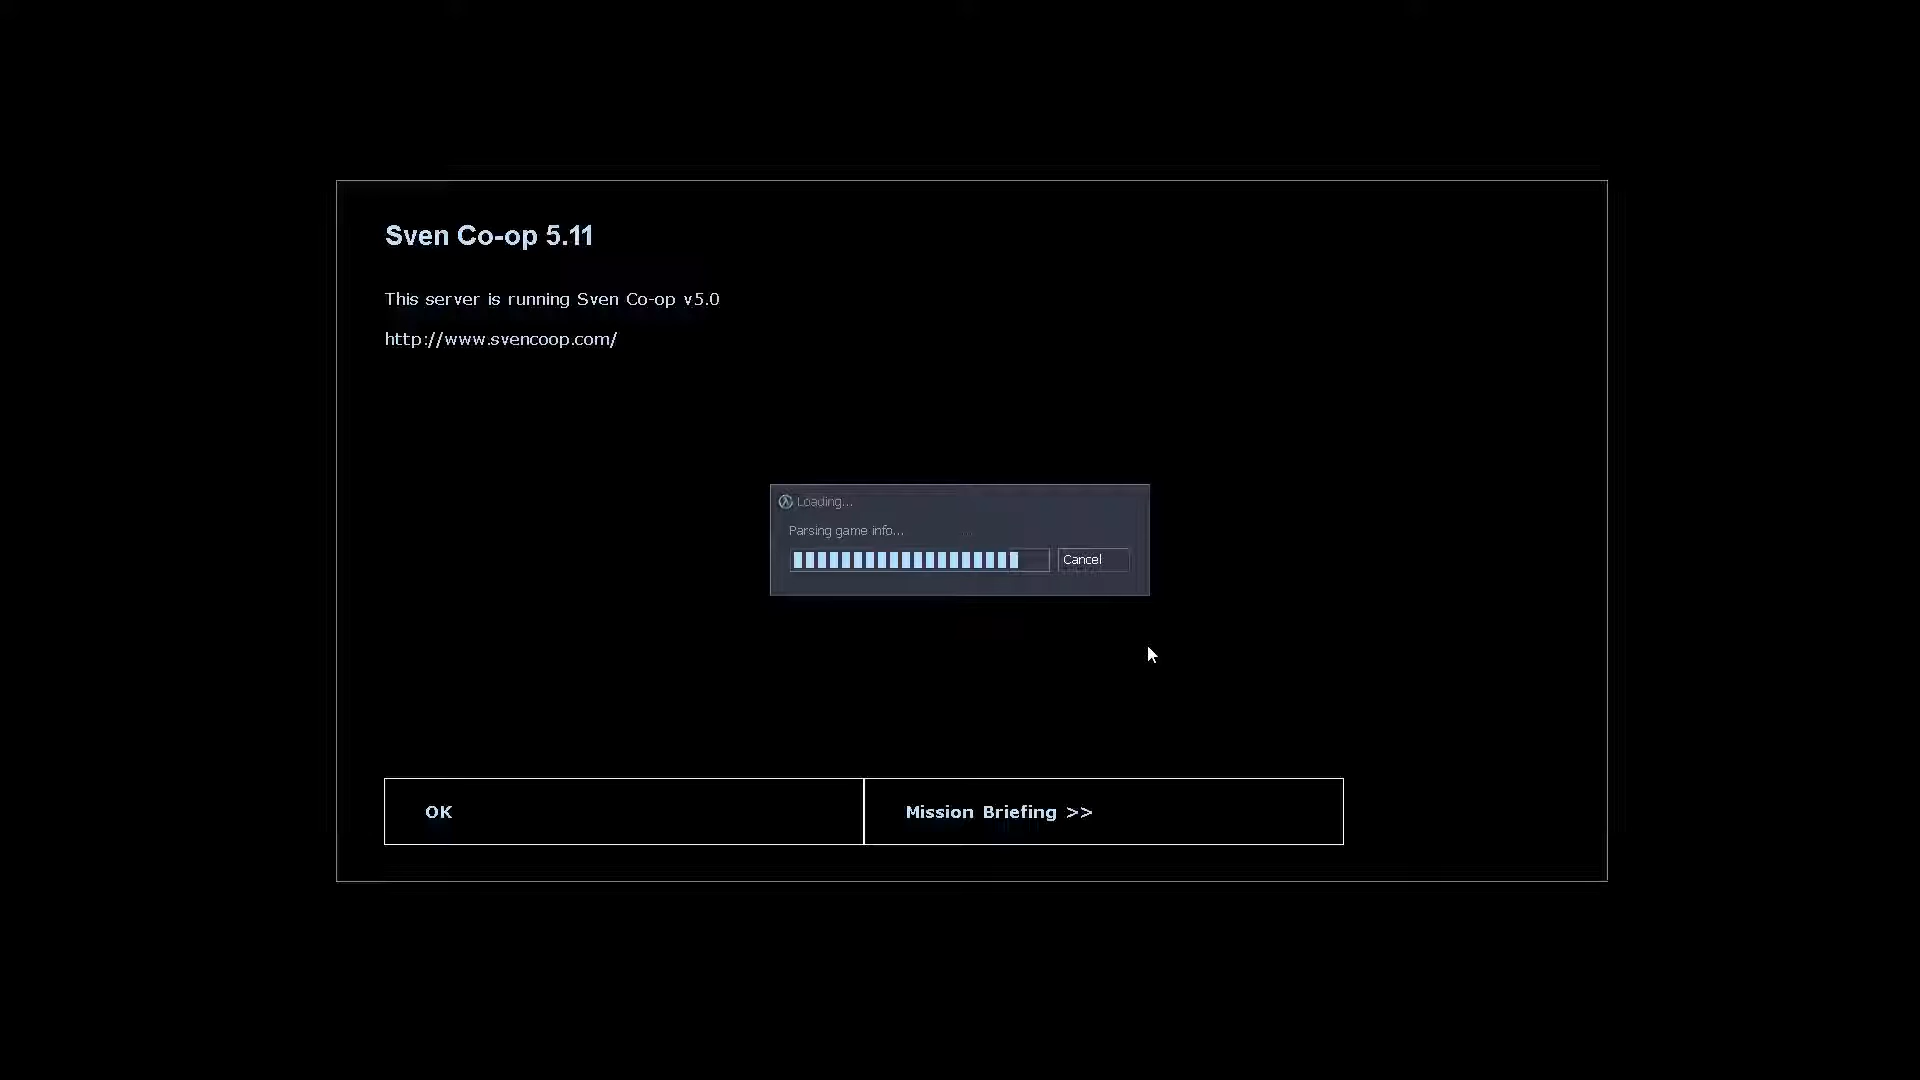 Sven Co-op 5.11
This server is running Sven Co-op v5.0
http://www.svencoop.com/
Loading...
Parsing game info...
Cancel
OK
Mission Briefing >>